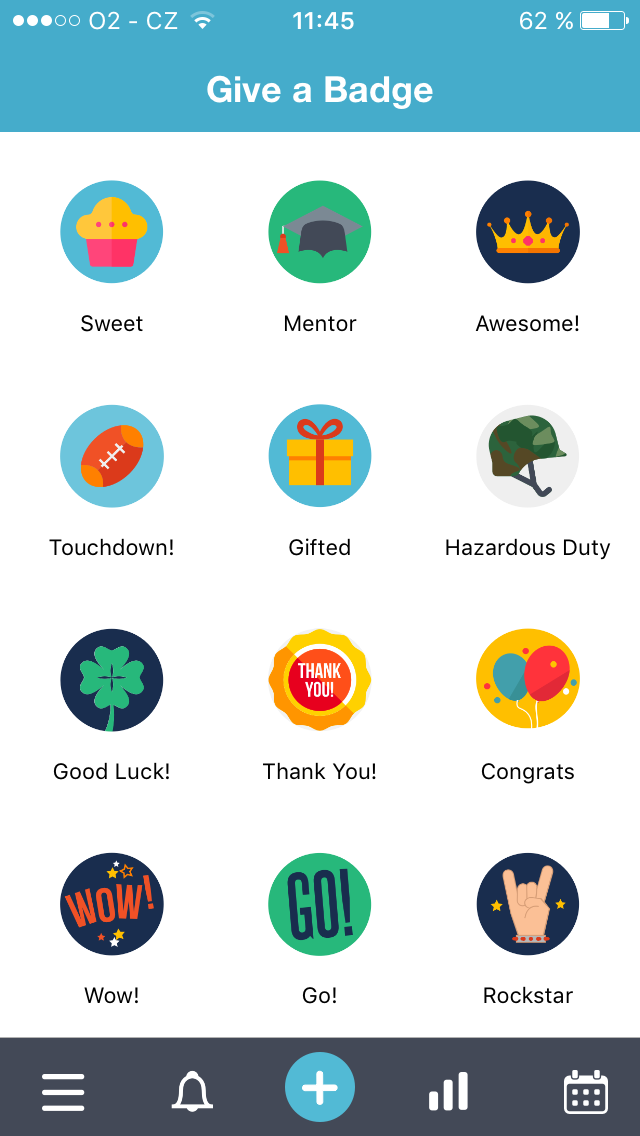 O2 - CZ 11:45 62 %
Give a Badge
Sweet Mentor Awesome!
Touchdown! Gifted Hazardous Duty
THANK
YOU!
Good Luck! Thank You! Congrats
WOW! GO!
Wow! Go! Rockstar